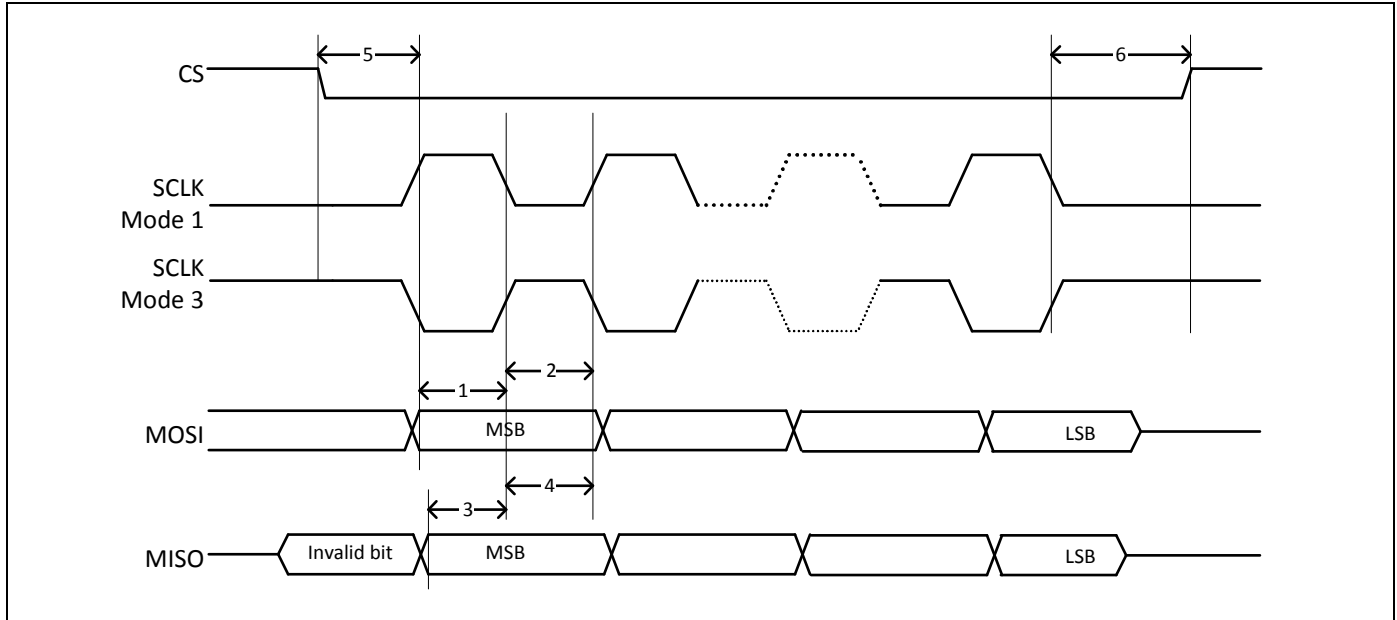 5
6
CS
SCLK
Mode 1
SCLK
Mode 3
2
1
MOSI
MSB
LSB
4
3
MISO
Invalid bit
MSB
LSB